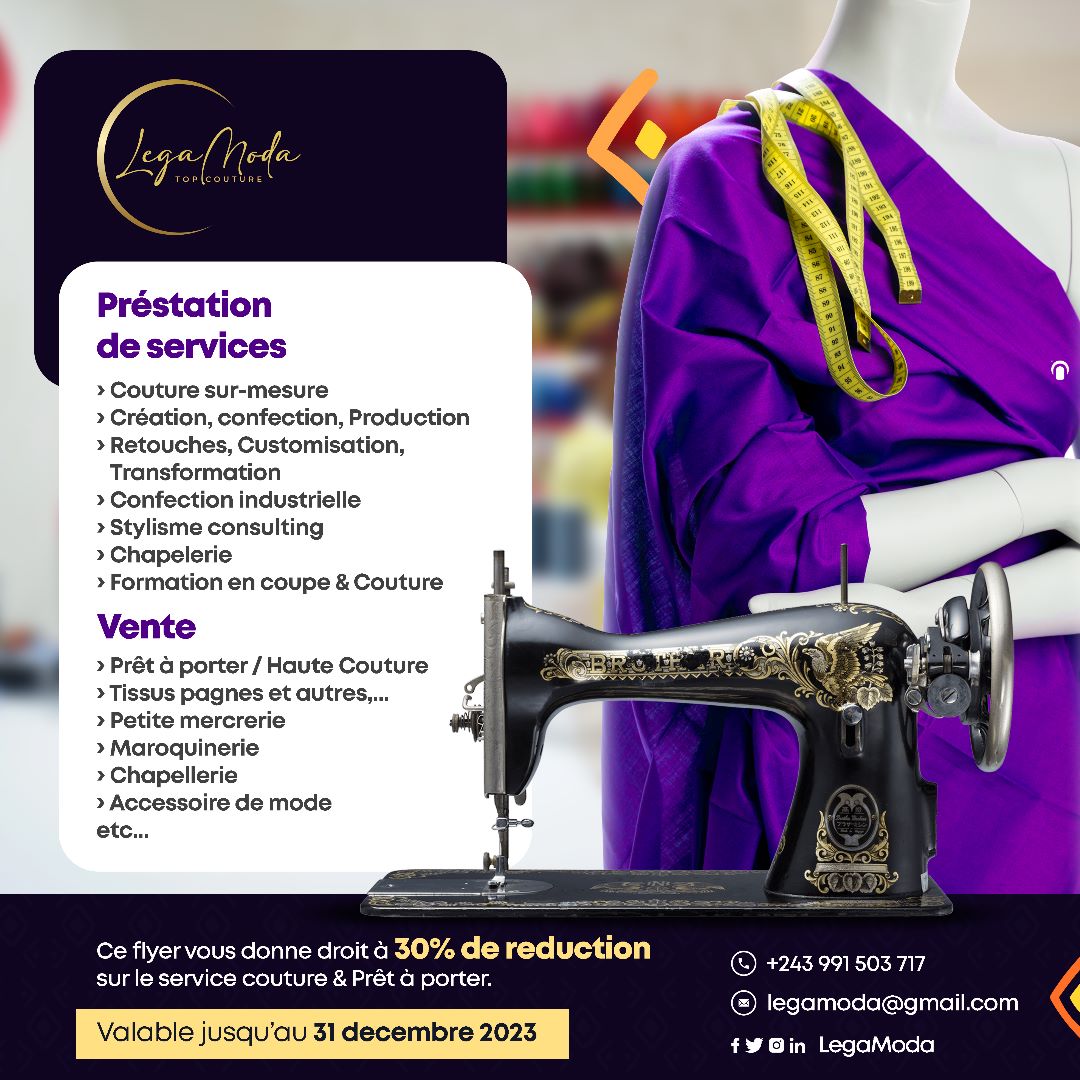 LegaModa
TOP COUTURE
Préstation
de services
› Couture sur-mesure
› Création, confection, Production
› Retouches, Customisation,
Transformation
› Confection industrielle
› Stylisme consulting
› Chapelerie
› Formation en coupe & Couture
Vente
› Prêt à porter / Haute Couture
› Tissus pagnes et autres,...
› Petite mercrerie
› Maroquinerie
› Chapellerie
› Accessoire de mode
etc...
BROTHER
Ce flyer vous donne droit à 30% de reduction
sur le service couture & Prêt à porter.
Valable jusqu'au 31 decembre 2023
+243 991 503 717
legamoda@gmail.com
LegaModa